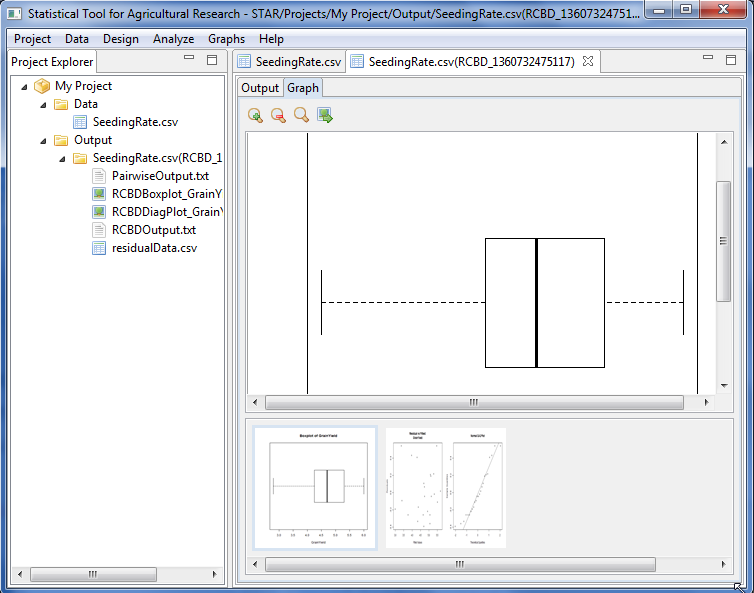 Statistical Tool for Agricultural Research - STAR/Projects/My Project/Output/SeedingRate.csv(RCBD_13607324751...
Project Data Design Analyze Graphs Help
Project Explorer
My Project
Data
SeedingRate.csv
Output
SeedingRate.csv(RCBD_1
PairwiseOutput.txt
RCBDBoxplot_GrainY
RCBDDiagPlot_GrainY
RCBDOutput.txt
residualData.csv
SeedingRate.csv SeedingRate.csv(RCBD_1360732475117)
Output Graph
Boxplot of GrainYield
GrainYield